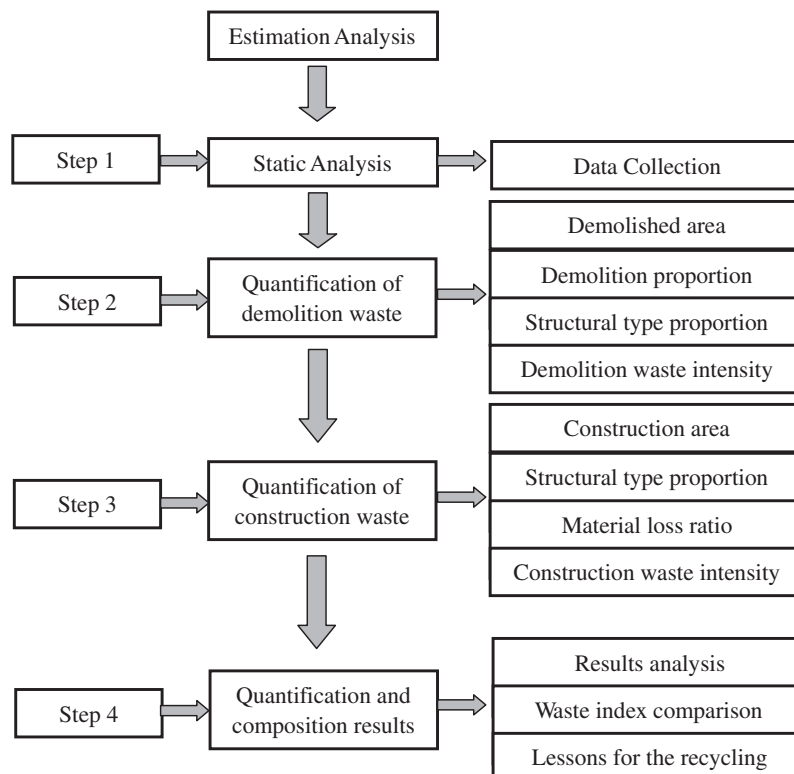 Estimation Analysis
Step 1
Static Analysis
Data Collection
Step 2
Quantification of
demolition waste
Demolished area
Demolition proportion
Structural type proportion
Demolition waste intensity
Step 3
Quantification of
construction waste
Construction area
Structural type proportion
Material loss ratio
Construction waste intensity
Step 4
Quantification and
composition results
Results analysis
Waste index comparison
Lessons for the recycling